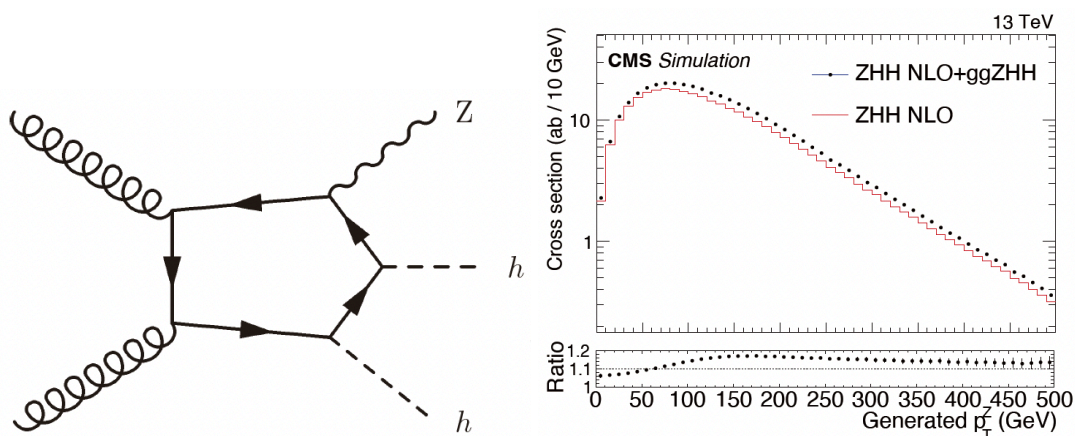 Z
h
h
13 TeV
CMS Simulation
ZHH NLO+ggZHH
ZHH NLO
Cross section (ab / 10 GeV)
10
1
Ratio
1.2
1.1
1
0 50 100 150 200 250 300 350 400 450 500
Generated p_T^Z (GeV)